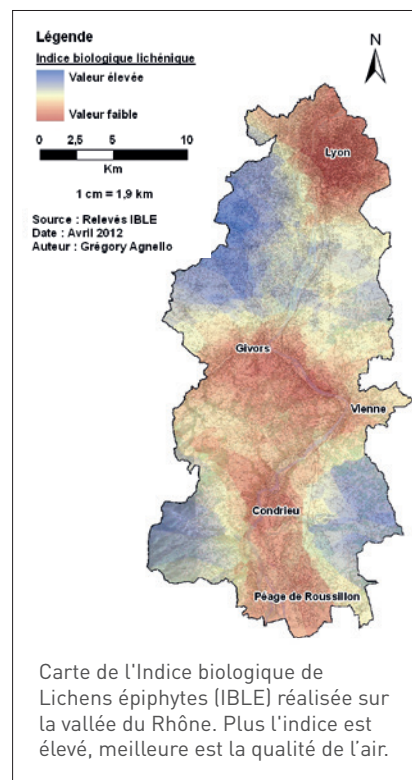 Légende
N
Indice biologique lichénique
Valeur élevée
Valeur faible
0 2,5 5 10
Km
1 cm = 1,9 km
Source : Relevés IBLE
Date : Avril 2012
Auteur : Grégory Agnello
Lyon
Givors
Vienne
Condrieu
Péage de Roussillon
Carte de l'Indice biologique de
Lichens épiphytes (IBLE) réalisée sur
la vallée du Rhône. Plus l'indice est
élevé, meilleure est la qualité de l'air.